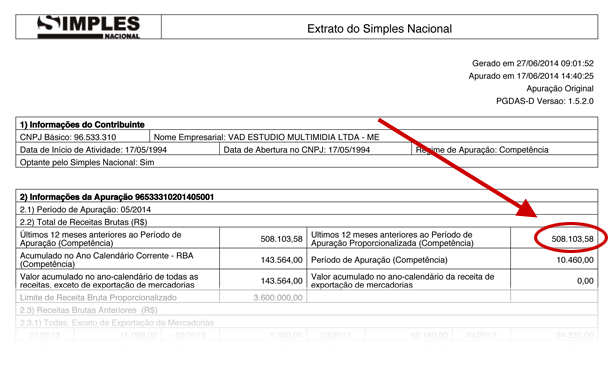 SIMPLES
NACIONAL
Extrato do Simples Nacional
Gerado em 27/06/2014 09:01:52
Apurado em 17/06/2014 14:40:25
Apuração Original
PGDAS-D Versao: 1.5.2.0
1) Informações do Contribuinte
CNPJ Básico: 96.533.310 Nome Empresarial: VAD ESTUDIO MULTIMIDIA LTDA - ME
Data de Início de Atividade: 17/05/1994 Data de Abertura no CNPJ: 17/05/1994 Regime de Apuração: Competência
Optante pelo Simples Nacional: Sim
2) Informações da Apuração 96533310201405001
2.1) Período de Apuração: 05/2014
2.2) Total de Receitas Brutas (R$)
Últimos 12 meses anteriores ao Período de
Apuração (Competência) 508.103,58
Ultimos 12 meses anteriores ao Período de
Apuração Proporcionalizada (Competência) 508.103,58
Acumulado no Ano Calendário Corrente - RBA
(Competência) 143.564,00
Período de Apuração (Competência) 10.460,00
Valor acumulado no ano-calendário de todas as
receitas, exceto de exportação de mercadorias 143.564,00
Valor acumulado no ano-calendário da receita de
exportação de mercadorias 0,00
Limite de Receita Bruta Proporcionalizado 3.600.000,00
2.3) Receitas Brutas Anteriores (R$)
2.3.1) Todas, Exceto de Exportação de Mercadorias